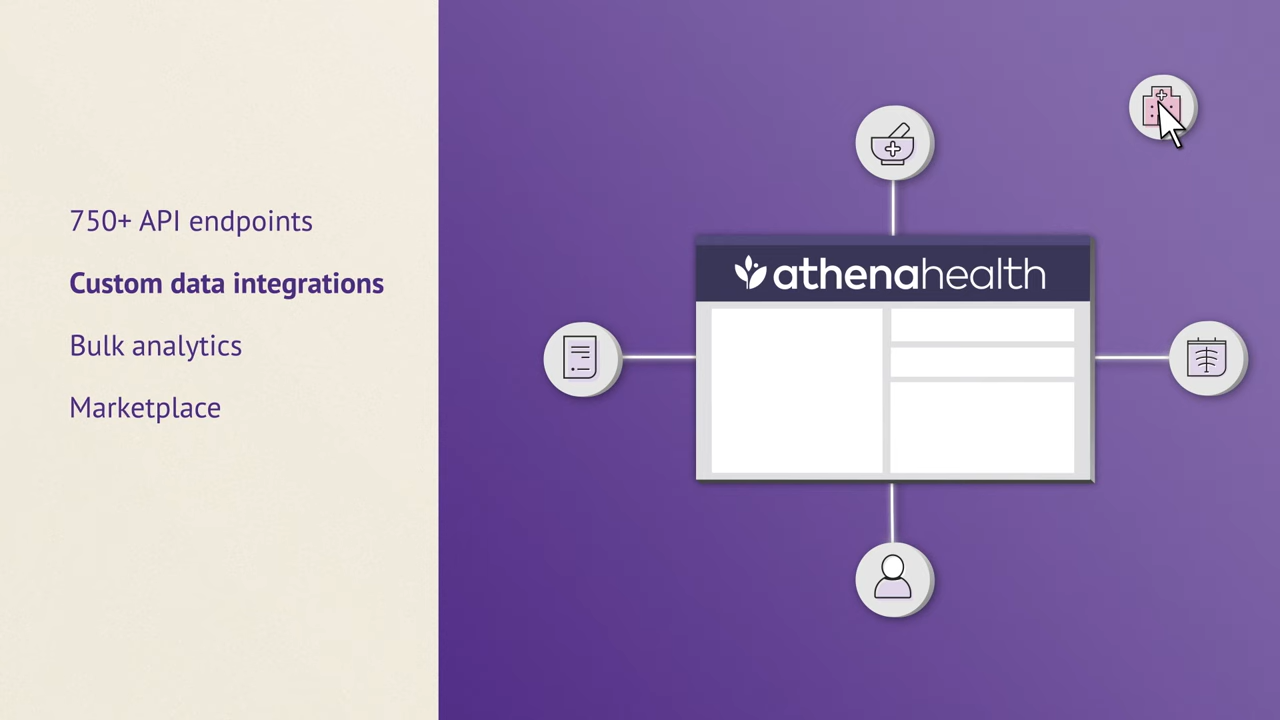 750+ API endpoints
Custom data integrations
Bulk analytics
Marketplace
athenahealth